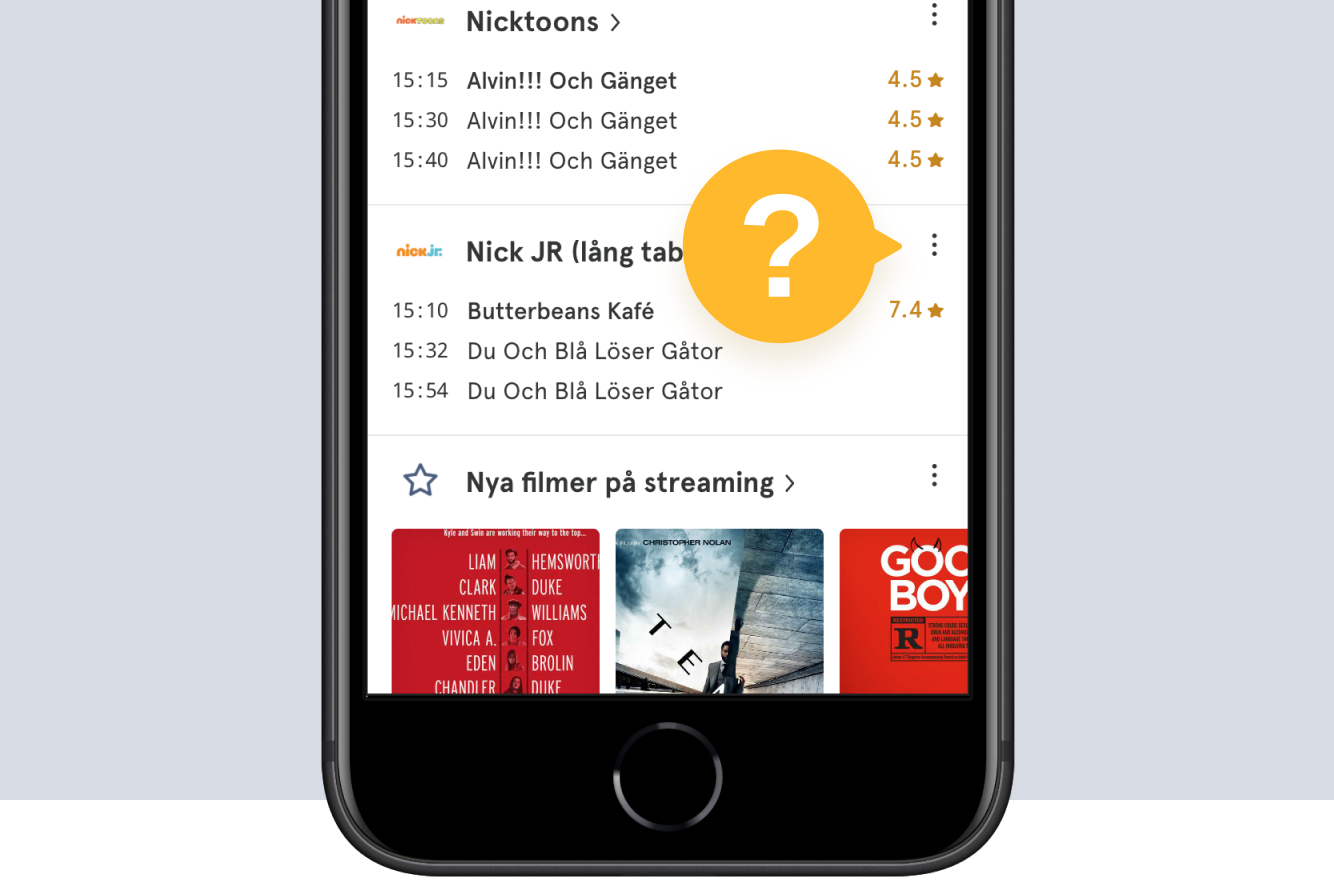 nickTOONS
Nicktoons >
15:15 Alvin!!! Och Gänget 4.5
15:30 Alvin!!! Och Gänget 4.5
15:40 Alvin!!! Och Gänget 4.5
?
nickjr.
Nick JR (lång tab
15:10 Butterbeans Kafé 7.4
15:32 Du Och Blå Löser Gåtor
15:54 Du Och Blå Löser Gåtor
Nya filmer på streaming >
Kyle and Swin are working their way to the top...
LIAM HEMSWORTH
CLARK DUKE
MICHAEL KENNETH WILLIAMS
VIVICA A. FOX
EDEN BROLIN
CHANDLER DUKE
CHRISTOPHER NOLAN
T E
GOO
BOY
RESTRICTED
R